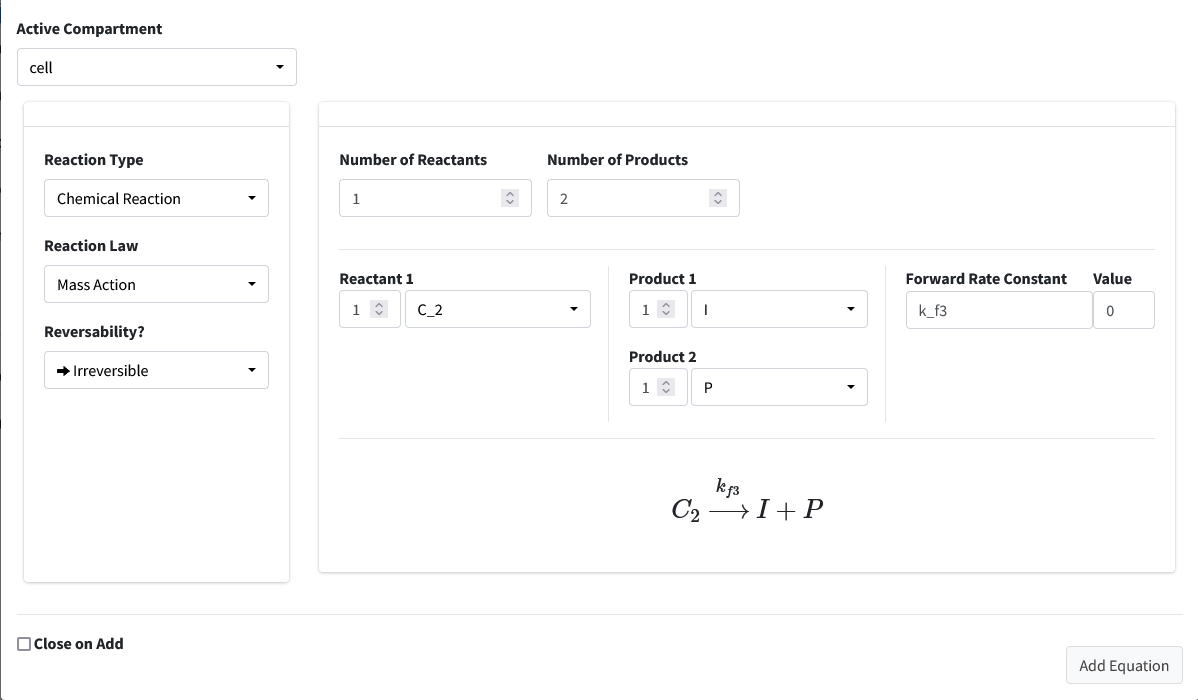 Active Compartment
cell
Reaction Type
Chemical Reaction
Reaction Law
Mass Action
Reversability?
Irreversible
Number of Reactants Number of Products
1 2
Reactant 1 Product 1 Forward Rate Constant Value
1 C_2 1 I k_f3 0
Product 2
1 P
k_{f3}
C_2 ⟶ I + P
Close on Add
Add Equation